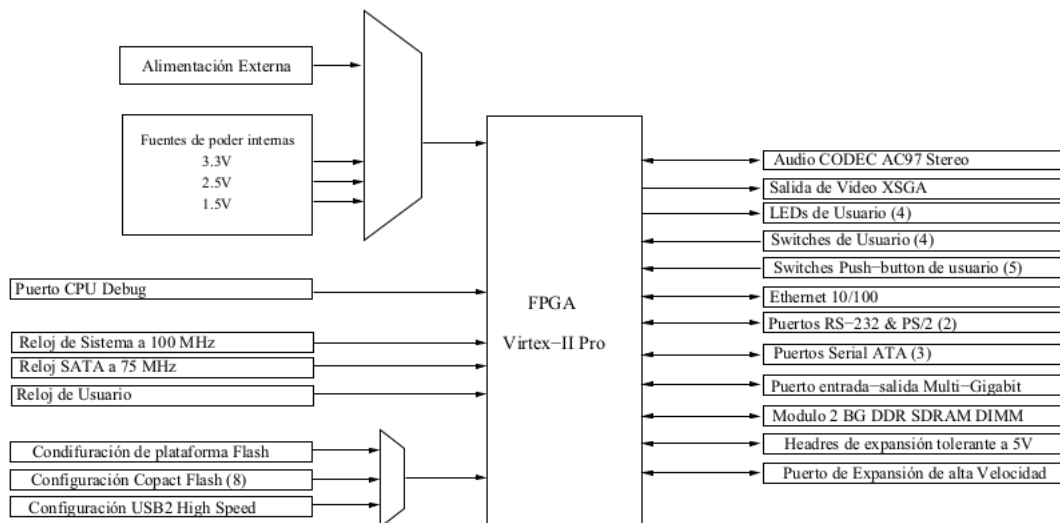 Alimentación Externa
Fuentes de poder internas
3.3V
2.5V
1.5V
Puerto CPU Debug
Reloj de Sistema a 100 MHz
Reloj SATA a 75 MHz
Reloj de Usuario
Condifuración de plataforma Flash
Configuración Copact Flash (8)
Configuración USB2 High Speed
FPGA
Virtex−II Pro
Audio CODEC AC97 Stereo
Salida de Video XSGA
LEDs de Usuario (4)
Switches de Usuario (4)
Switches Push−button de usuario (5)
Ethernet 10/100
Puertos RS−232 & PS/2 (2)
Puertos Serial ATA (3)
Puerto entrada−salida Multi−Gigabit
Modulo 2 BG DDR SDRAM DIMM
Headres de expansión tolerante a 5V
Puerto de Expansión de alta Velocidad